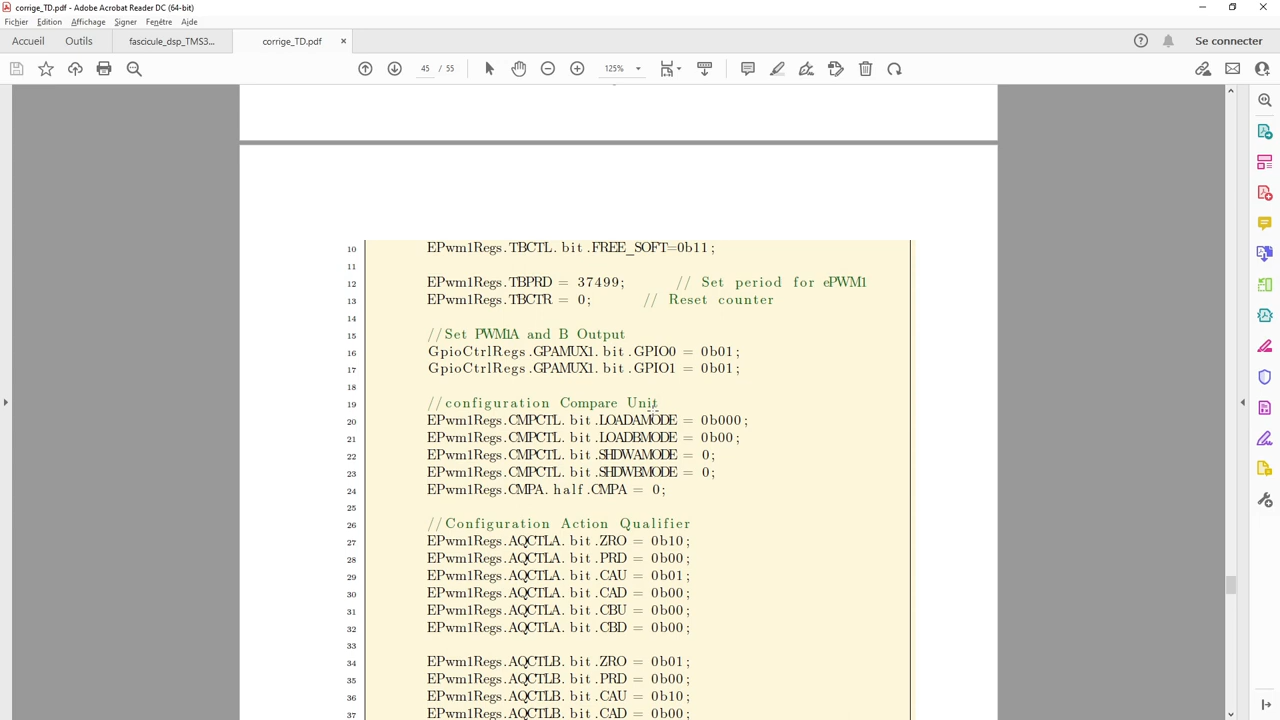 corrige_TD.pdf - Adobe Acrobat Reader DC (64-bit)
Fichier Edition Affichage Signer Fenêtre Aide
Accueil Outils fascicule_dsp_TMS3... corrige_TD.pdf × Se connecter
45 / 55 125%
10 EPwm1Regs.TBCTL.bit.FREE_SOFT=0b11;
11
12 EPwm1Regs.TBPRD = 37499; // Set period for ePWM1
13 EPwm1Regs.TBCTR = 0; // Reset counter
14
15 //Set PWM1A and B Output
16 GpioCtrlRegs.GPAMUX1.bit.GPIO0 = 0b01;
17 GpioCtrlRegs.GPAMUX1.bit.GPIO1 = 0b01;
18
19 //configuration Compare Unit
20 EPwm1Regs.CMPCTL.bit.LOADAMODE = 0b000;
21 EPwm1Regs.CMPCTL.bit.LOADBMODE = 0b00;
22 EPwm1Regs.CMPCTL.bit.SHDWAMODE = 0;
23 EPwm1Regs.CMPCTL.bit.SHDWBMODE = 0;
24 EPwm1Regs.CMPA.half.CMPA = 0;
25
26 //Configuration Action Qualifier
27 EPwm1Regs.AQCTLA.bit.ZRO = 0b10;
28 EPwm1Regs.AQCTLA.bit.PRD = 0b00;
29 EPwm1Regs.AQCTLA.bit.CAU = 0b01;
30 EPwm1Regs.AQCTLA.bit.CAD = 0b00;
31 EPwm1Regs.AQCTLA.bit.CBU = 0b00;
32 EPwm1Regs.AQCTLA.bit.CBD = 0b00;
33
34 EPwm1Regs.AQCTLB.bit.ZRO = 0b01;
35 EPwm1Regs.AQCTLB.bit.PRD = 0b00;
36 EPwm1Regs.AQCTLB.bit.CAU = 0b10;
37 EPwm1Regs.AQCTLB.bit.CAD = 0b00;